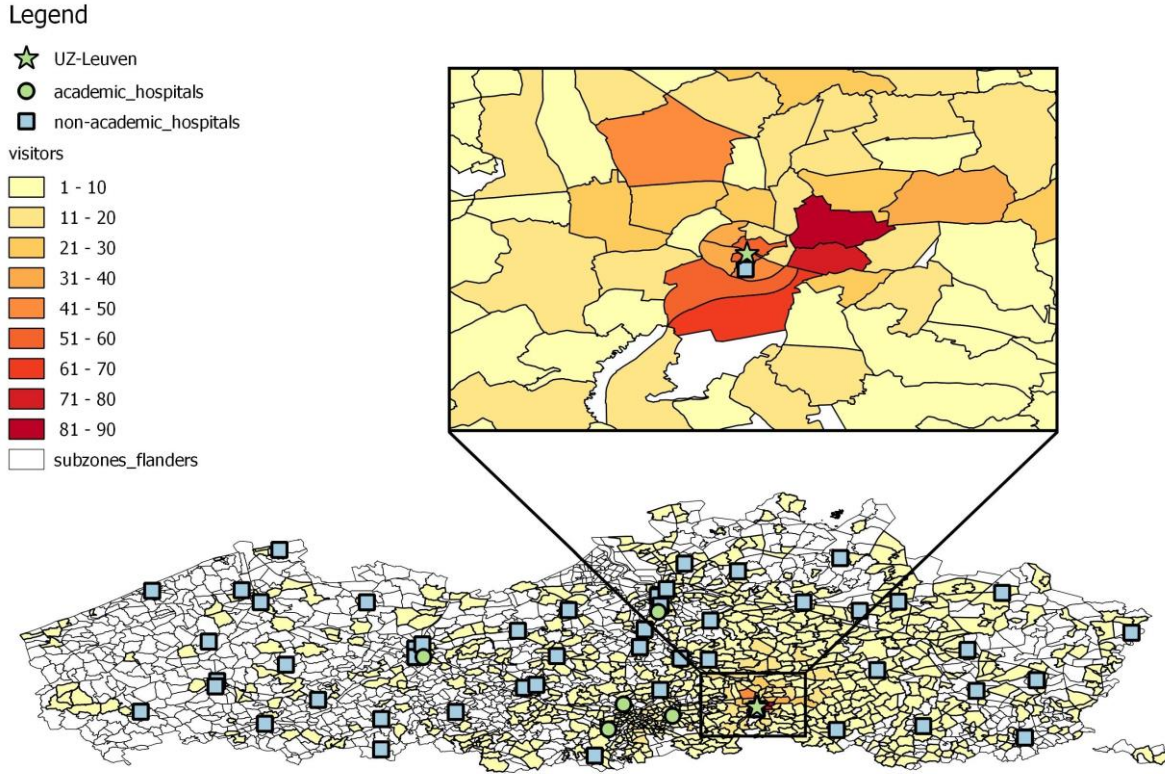 Legend
UZ-Leuven
academic_hospitals
non-academic_hospitals
visitors
1 - 10
11 - 20
21 - 30
31 - 40
41 - 50
51 - 60
61 - 70
71 - 80
81 - 90
subzones_flanders